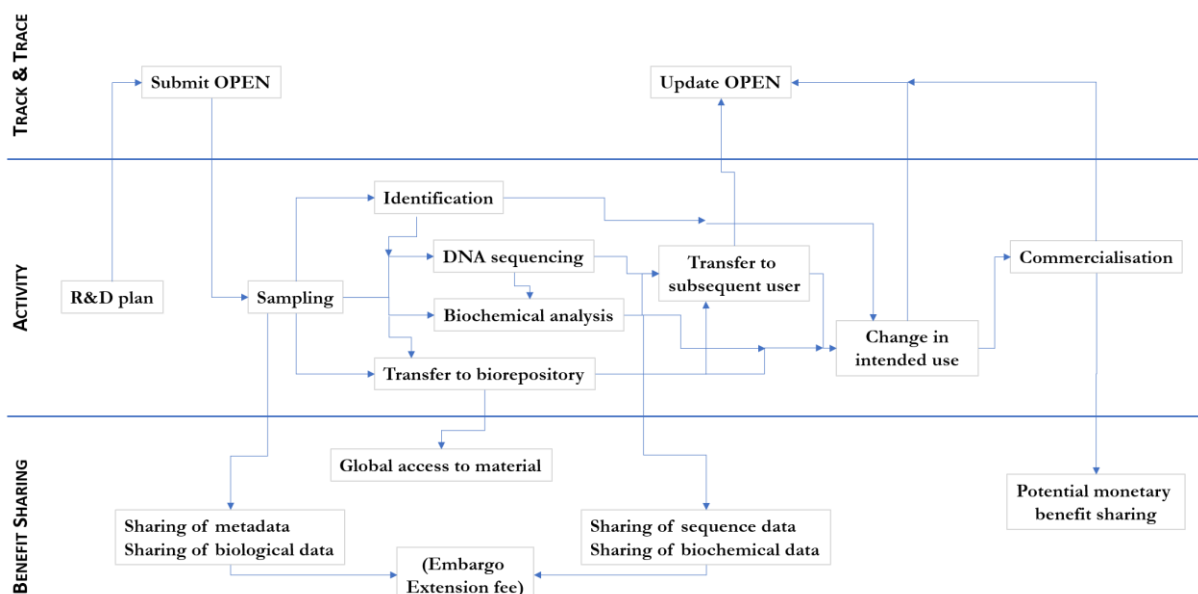 TRACK & TRACE
Submit OPEN
Update OPEN
ACTIVITY
Identification
DNA sequencing
Transfer to
subsequent user
Commercialisation
R&D plan
Sampling
Biochemical analysis
Change in
intended use
Transfer to biorepository
BENEFIT SHARING
Global access to material
Potential monetary
benefit sharing
Sharing of metadata
Sharing of biological data
Sharing of sequence data
Sharing of biochemical data
(Embargo
Extension fee)